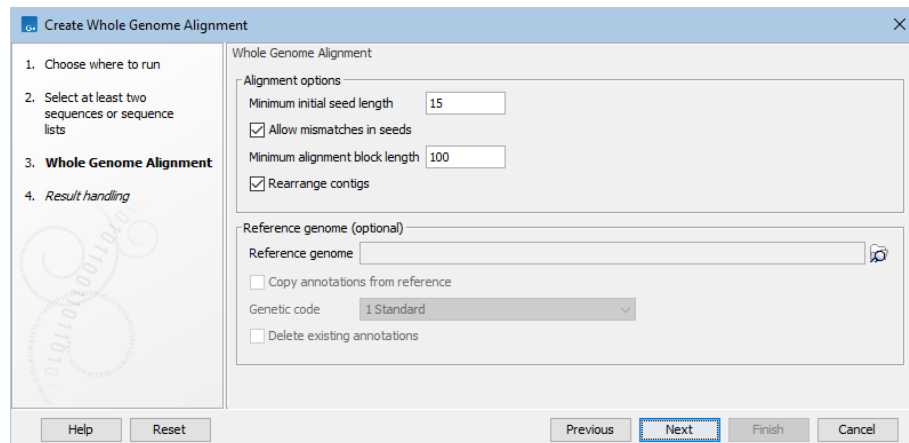 G.
Create Whole Genome Alignment
1. Choose where to run
2. Select at least two
sequences or sequence
lists
3. Whole Genome Alignment
4. Result handling
Whole Genome Alignment
Alignment options
Minimum initial seed length 15
Allow mismatches in seeds
Minimum alignment block length 100
Rearrange contigs
Reference genome (optional)
Reference genome
Copy annotations from reference
Genetic code 1 Standard
Delete existing annotations
Help Reset Previous Next Finish Cancel